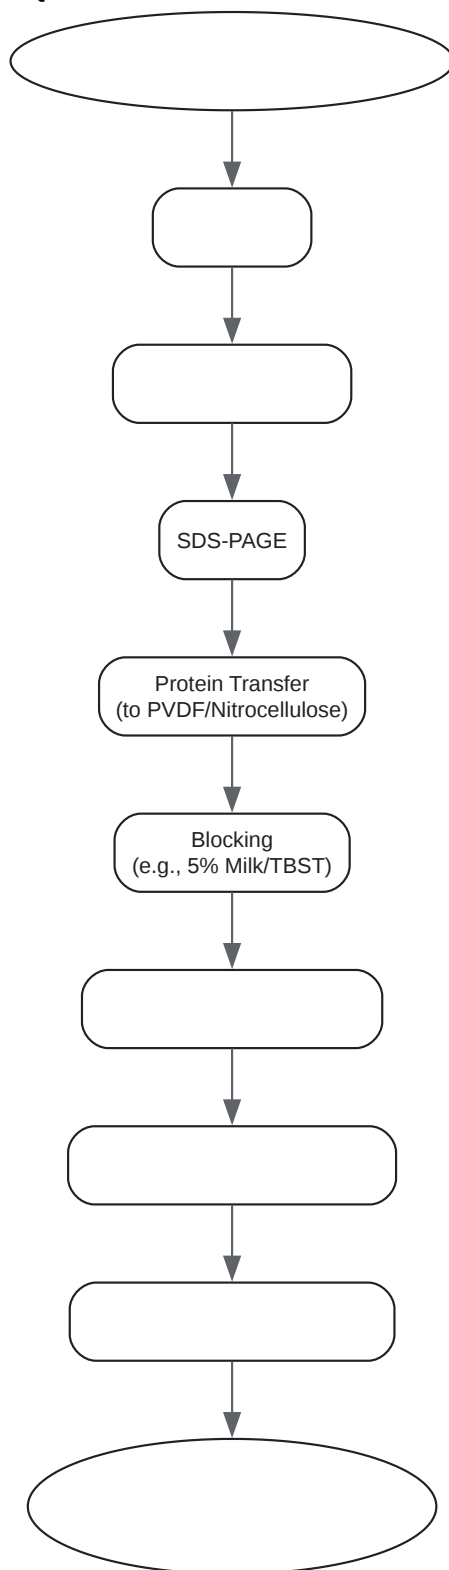 SDS-PAGE
Protein Transfer
(to PVDF/Nitrocellulose)
Blocking
(e.g., 5% Milk/TBST)